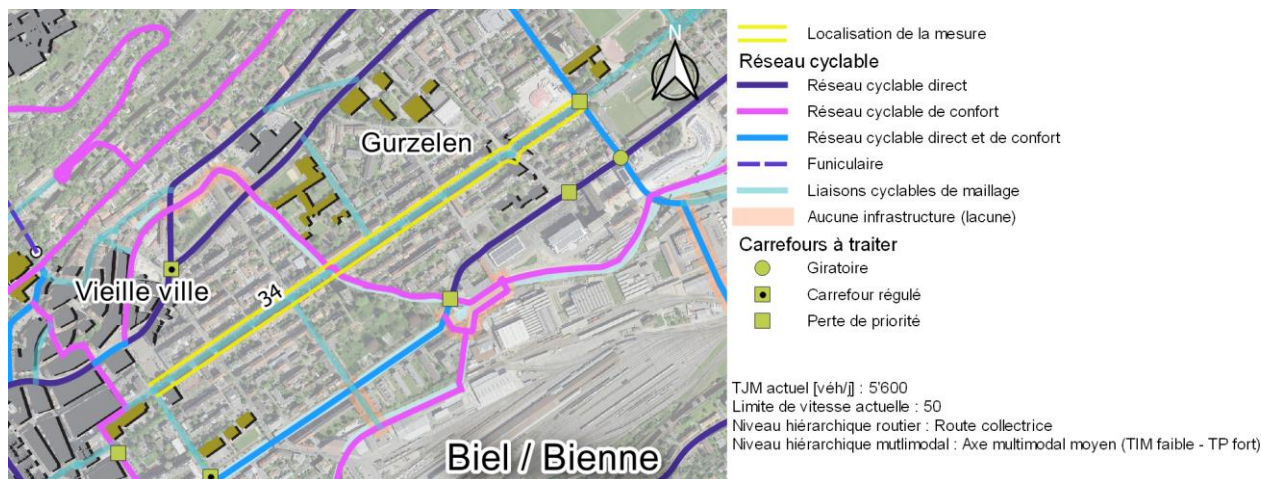 N
Gurzelen
Vieille ville
34
Biel / Bienne
Localisation de la mesure
Réseau cyclable
Réseau cyclable direct
Réseau cyclable de confort
Réseau cyclable direct et de confort
Funiculaire
Liaisons cyclables de maillage
Aucune infrastructure (lacune)
Carrefours à traiter
Giratoire
Carrefour régulé
Perte de priorité
TJM actuel [véh/j] : 5'600
Limite de vitesse actuelle : 50
Niveau hiérarchique routier : Route collectrice
Niveau hiérarchique mutlimodal : Axe multimodal moyen (TIM faible - TP fort)